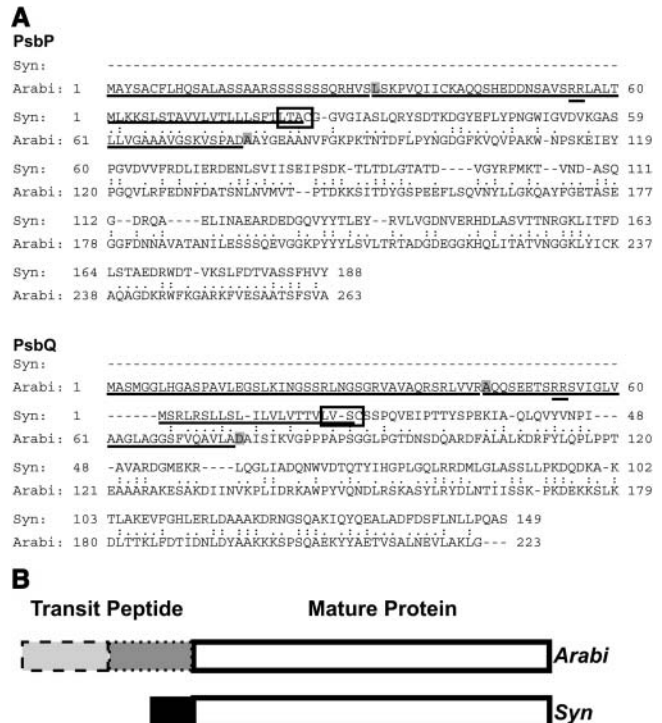 A
PsbP
Syn: ------------------------------------------------------------
Arabi: 1 MAYSACFLHQSALASSAARSSSSSSSQRHVSLSKPVQIICKAQQSHEDDNSAVSRRLALT 60
Syn: 1 MLKKSLSTAVVLVTLLLSFTLTACG-GVGIASLQRYSDTKDGYEFLYPNGWIGVDVKGAS 59
Arabi: 61 LLVGAAAVGSKVSPADAAYGEAANVFGKPKTNTDFLPYNGDGFKVQVPAKW-NPSKEIEY 119
Syn: 60 PGVDVVFRDLIERDENLSVIISEIPSDK-TLTDLGTATD-----VGYRFMKT--VND-ASQ 111
Arabi: 120 PGQVLRFEDNFDATSNLNVMVT--PTDKKSITDYGSPEEFLSQVNYLLGKQAYFGETASE 177
Syn: 112 G--DRQA----ELINAEARDEDGQVYYTLEY--RVLVGDNVERHDLASVTTNRGKLITFD 163
Arabi: 178 GGFDNNAVATANILESSSQEVGGKPYYYLSVLTRTADGDEGGKHQLITATVNGGKLYICK 237
Syn: 164 LSTAEDRWDT-VKSLFDTVASSFHVY 188
Arabi: 238 AQAGDKRWFKGARKFVESAATSFSVA 263
PsbQ
Syn: ------------------------------------------------------------
Arabi: 1 MASMGGLHGASPAVLEGSLKINGSSRLNGSGRVAVAQRSRLVVRAQQSEETSRRSVIGLV 60
Syn: 1 ------MSRLRSLLSL-ILVLVTTVLLV-SCSSPQVEIPTTYSPEKIA-QLQVYVNPI-- 48
Arabi: 61 AAGLAGGSFVQAVLADAISIKVGPPPAPSGGLPGTDNSDQARDFALALKDRFYLQPLPPT 120
Syn: 48 -AVARDGMEKR---LQGLIADQNWVDTQTYIHGPLGQLRRDMLGLASSLLPKDQDKA-K 102
Arabi: 121 EAAARAKESAKDIINVKPLIDRKAWPYVQNDLRSKASYLRYDLNTIISSK-PKDEKKSLK 179
Syn: 103 TLAKEVFGHLERLDAAAKDRNGSQAKIQYQEALADFDSFLNLLPQAS 149
Arabi: 180 DLTTKLFDTIDNLDYAAKKKSPSQAEKYYAETVSALNEVLAKLG--- 223
B
Transit Peptide Mature Protein
Arabi
Syn